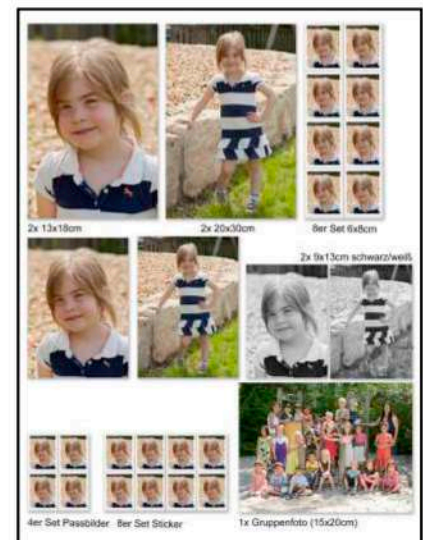 2x 13x18cm
2x 20x30cm
8er Set 6x8cm
2x 9x13cm schwarz/weiß
4er Set Passbilder
8er Set Sticker
1x Gruppenfoto (15x20cm)